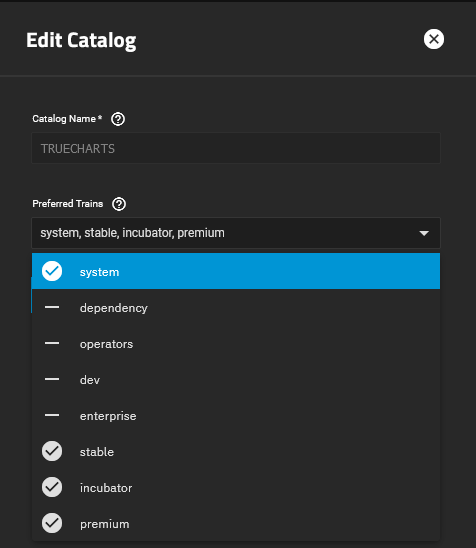 Edit Catalog
Catalog Name *
TRUECHARTS
Preferred Trains
system, stable, incubator, premium
system
dependency
operators
dev
enterprise
stable
incubator
premium